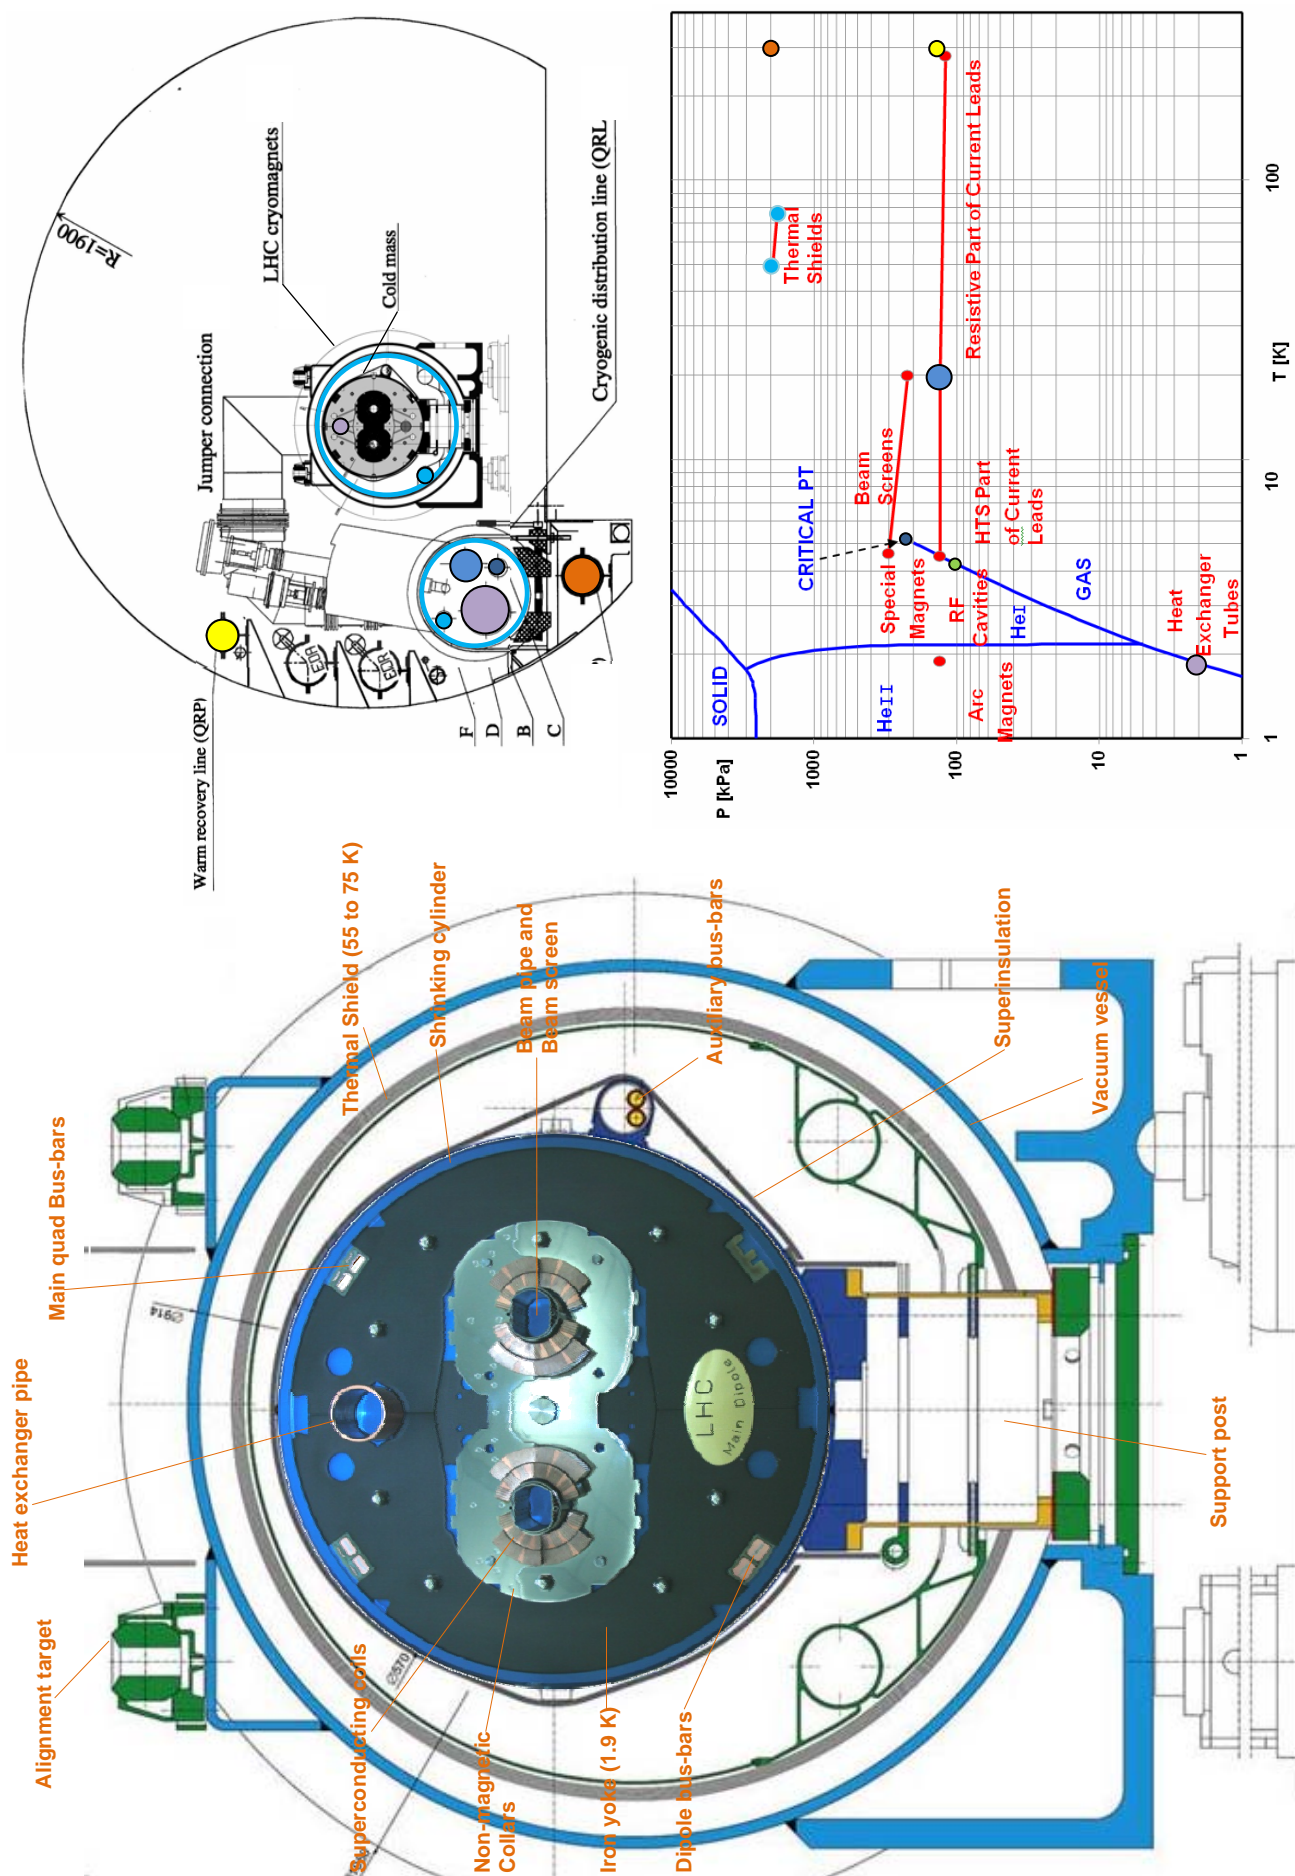 Alignment target
Heat exchanger pipe
Main quad Bus-bars
Thermal Shield (55 to 75 K)
Shrinking cylinder
Beam pipe and
Beam screen
Auxiliary bus-bars
Superinsulation
Vacuum vessel
Support post
Superconducting coils
Non-magnetic
Collars
Iron yoke (1.9 K)
Dipole bus-bars
Ø914
Ø570
LHC
Main Dipole
Warm recovery line (QRP)
Jumper connection
R=1900
LHC cryomagnets
Cold mass
Cryogenic distribution line (QRL
EDR
EDR
F
D
B
C
)
P [kPa]
10000
1000
100
10
1
T [K]
1
10
100
SOLID
HeII
HeI
GAS
CRITICAL PT
Special
Magnets
Beam
Screens
RF
Cavities
Arc
Magnets
HTS Part
of Current
Leads
Heat
Exchanger
Tubes
Thermal
Shields
Resistive Part of Current Leads